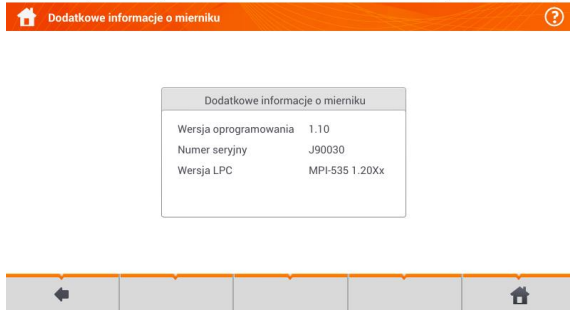 Dodatkowe informacje o mierniku
?
Dodatkowe informacje o mierniku
Wersja oprogramowania 1.10
Numer seryjny J90030
Wersja LPC MPI-535 1.20Xx